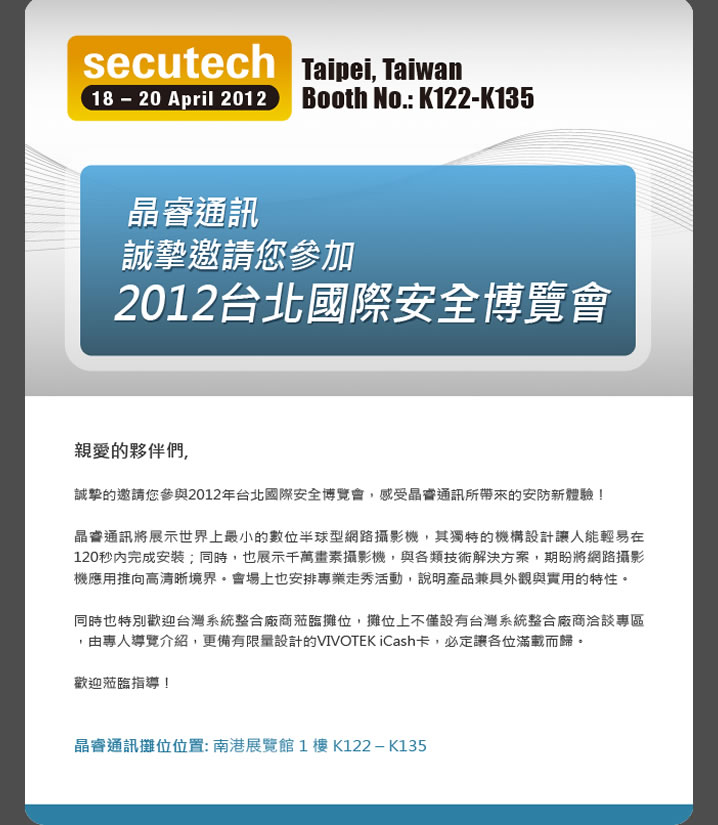 secutech
18 – 20 April 2012
Taipei, Taiwan
Booth No.: K122-K135
晶睿通訊
誠摯邀請您參加
2012台北國際安全博覽會
親愛的夥伴們,
誠摯的邀請您參與2012年台北國際安全博覽會，感受晶睿通訊所帶來的安防新體驗！
晶睿通訊將展示世界上最小的數位半球型網路攝影機，其獨特的機構設計讓人能輕易在
120秒內完成安裝；同時，也展示千萬畫素攝影機，與各類技術解決方案，期盼將網路攝影
機應用推向高清晰境界。會場上也安排專業走秀活動，說明產品兼具外觀與實用的特性。
同時也特別歡迎台灣系統整合廠商蒞臨攤位，攤位上不僅設有台灣系統整合廠商洽談專區
，由專人導覽介紹，更備有限量設計的VIVOTEK iCash卡，必定讓各位滿載而歸。
歡迎蒞臨指導！
晶睿通訊攤位位置: 南港展覽館 1 樓 K122 – K135